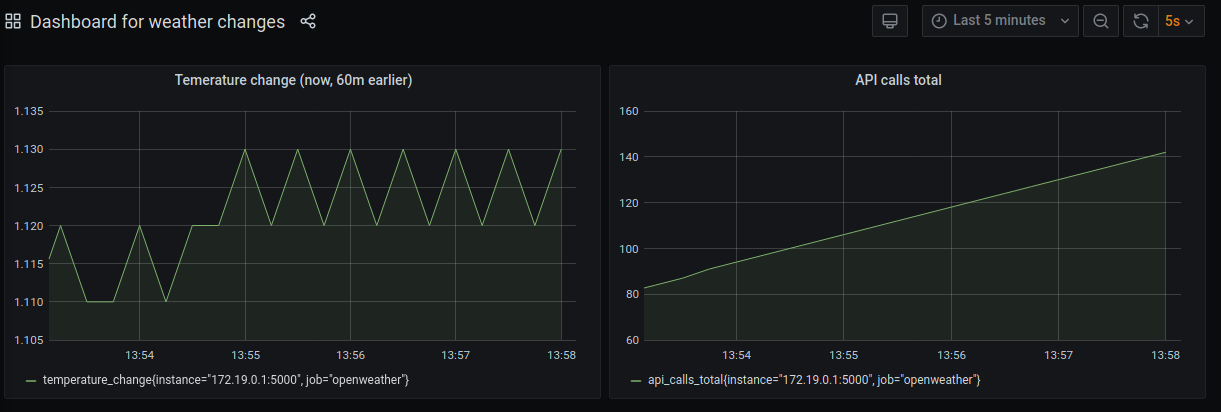 Dashboard for weather changes
Last 5 minutes
5s
Temerature change (now, 60m earlier)
1.135
1.130
1.125
1.120
1.115
1.110
1.105
13:54 13:55 13:56 13:57 13:58
temperature_change{instance="172.19.0.1:5000", job="openweather"}
API calls total
160
140
120
100
80
60
13:54 13:55 13:56 13:57 13:58
api_calls_total{instance="172.19.0.1:5000", job="openweather"}